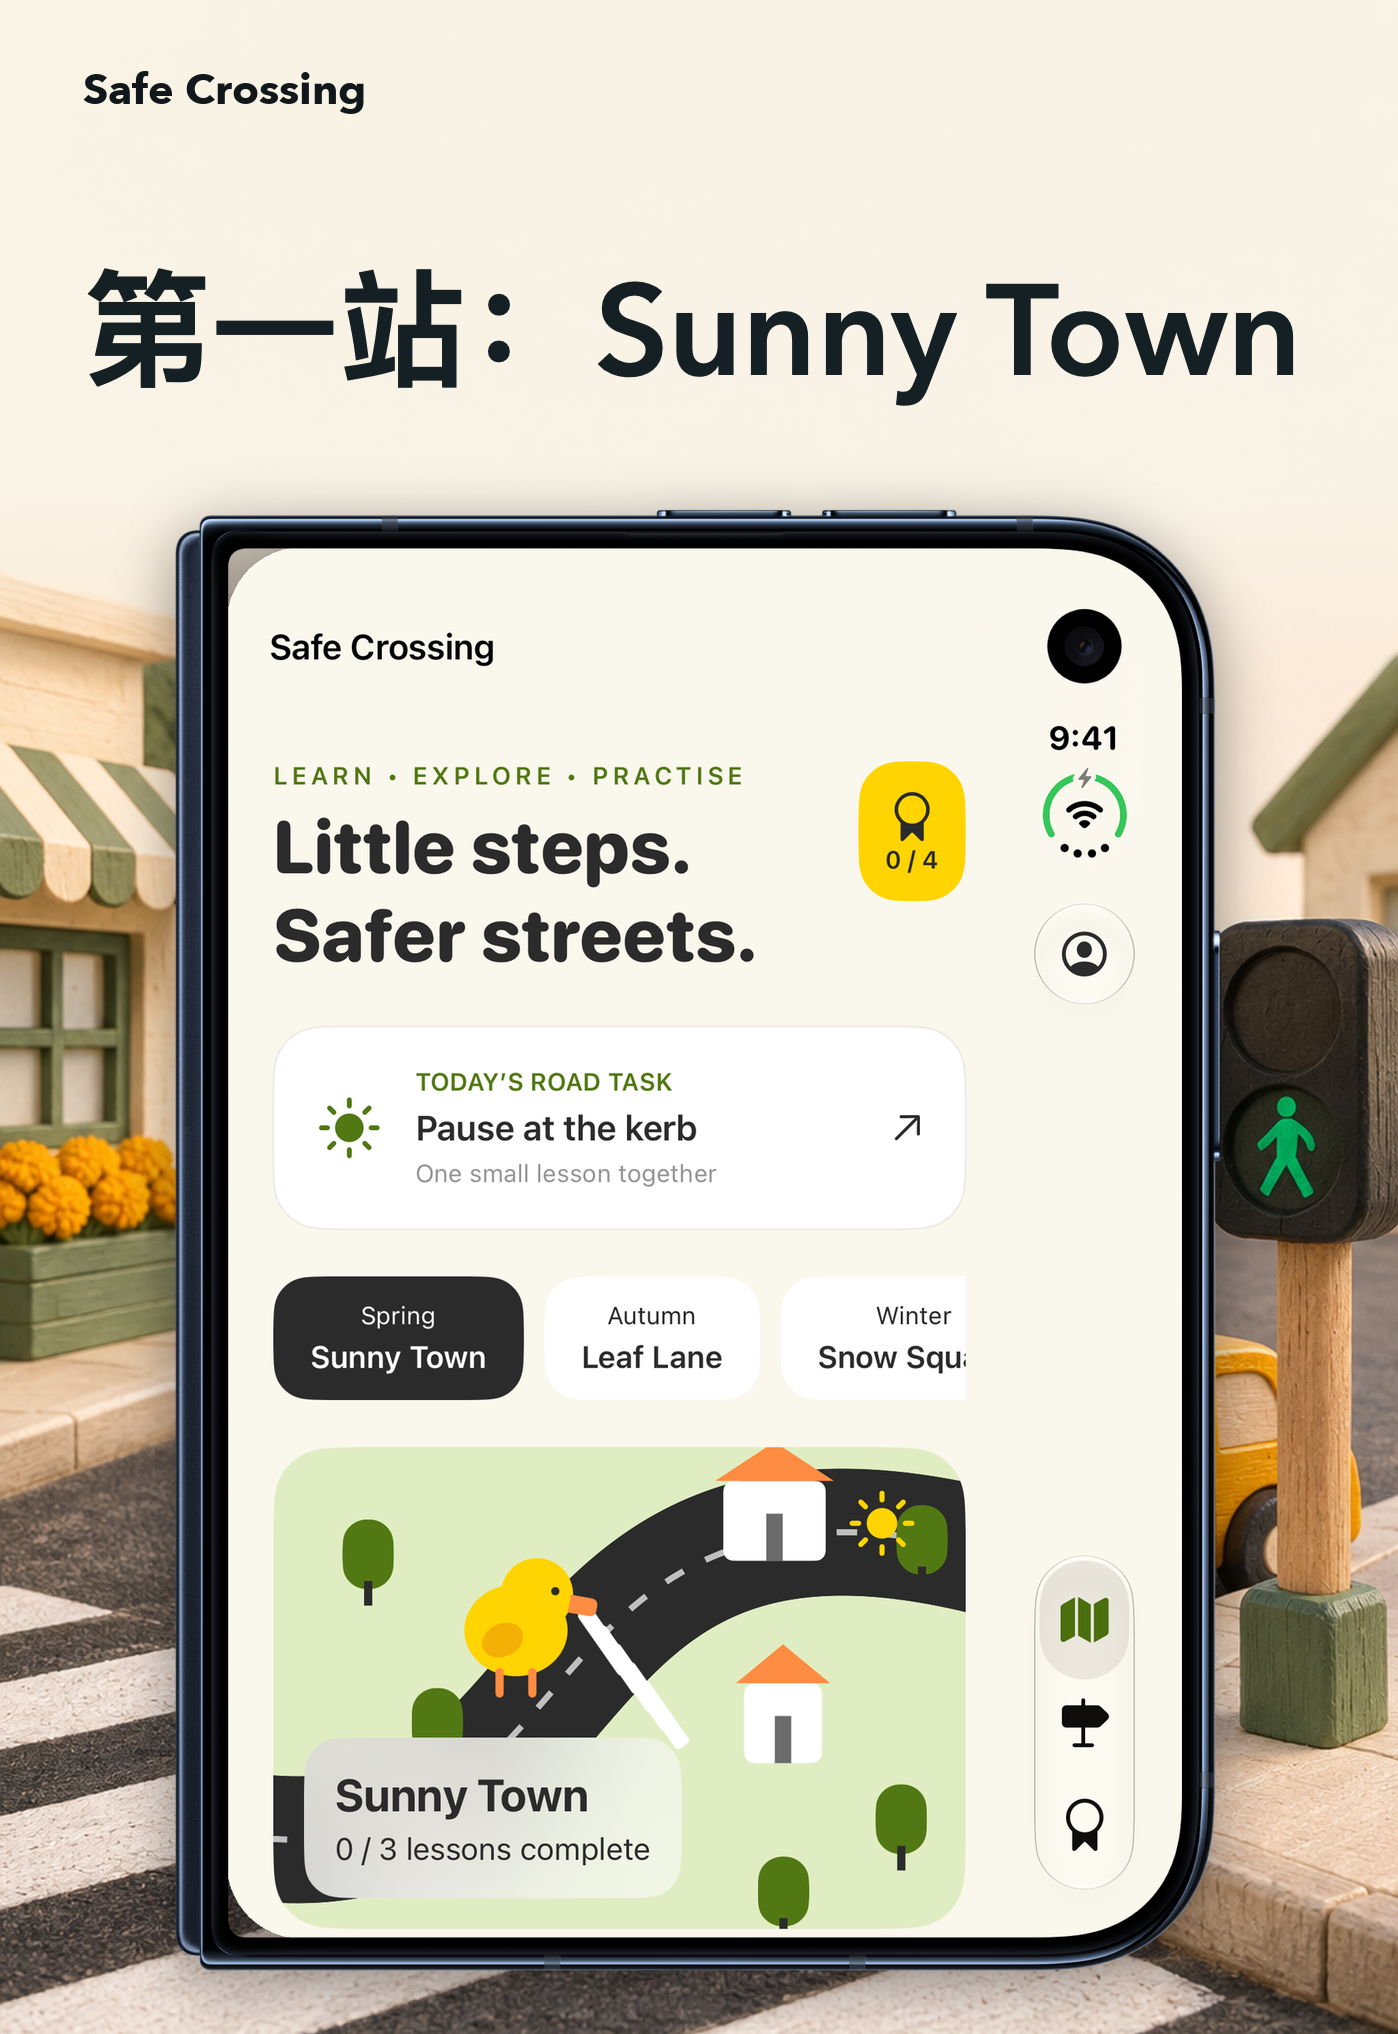 Safe Crossing
第一站：Sunny Town
Safe Crossing
9:41
LEARN • EXPLORE • PRACTISE
Little steps.
Safer streets.
0 / 4
TODAY’S ROAD TASK
Pause at the kerb
One small lesson together
Spring
Sunny Town
Autumn
Leaf Lane
Winter
Snow
Sunny Town
0 / 3 lessons complete